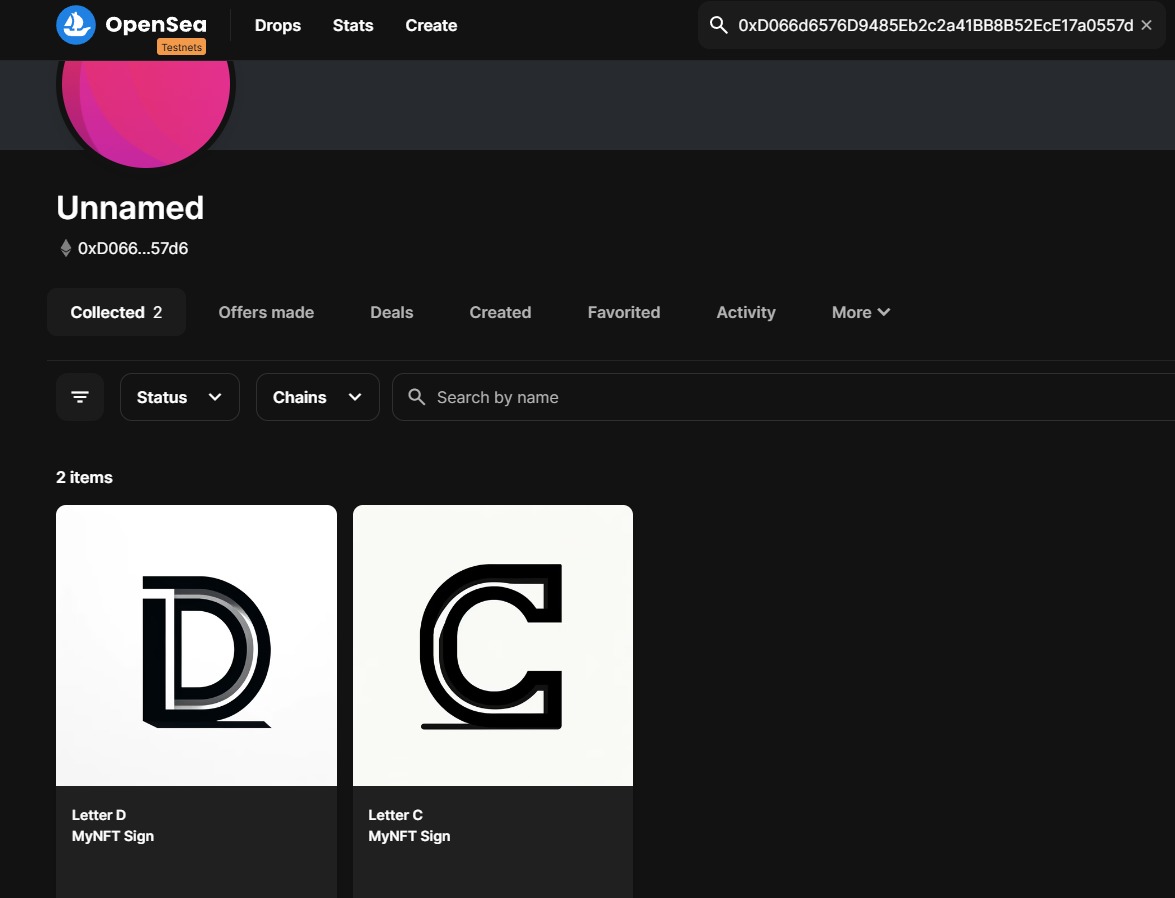 OpenSea
Testnets
Drops Stats Create
0xD066d6576D9485Eb2c2a41BB8B52EcE17a0557d
Unnamed
0xD066...57d6
Collected 2 Offers made Deals Created Favorited Activity More
Status Chains Search by name
2 items
D C
Letter D
MyNFT Sign
Letter C
MyNFT Sign